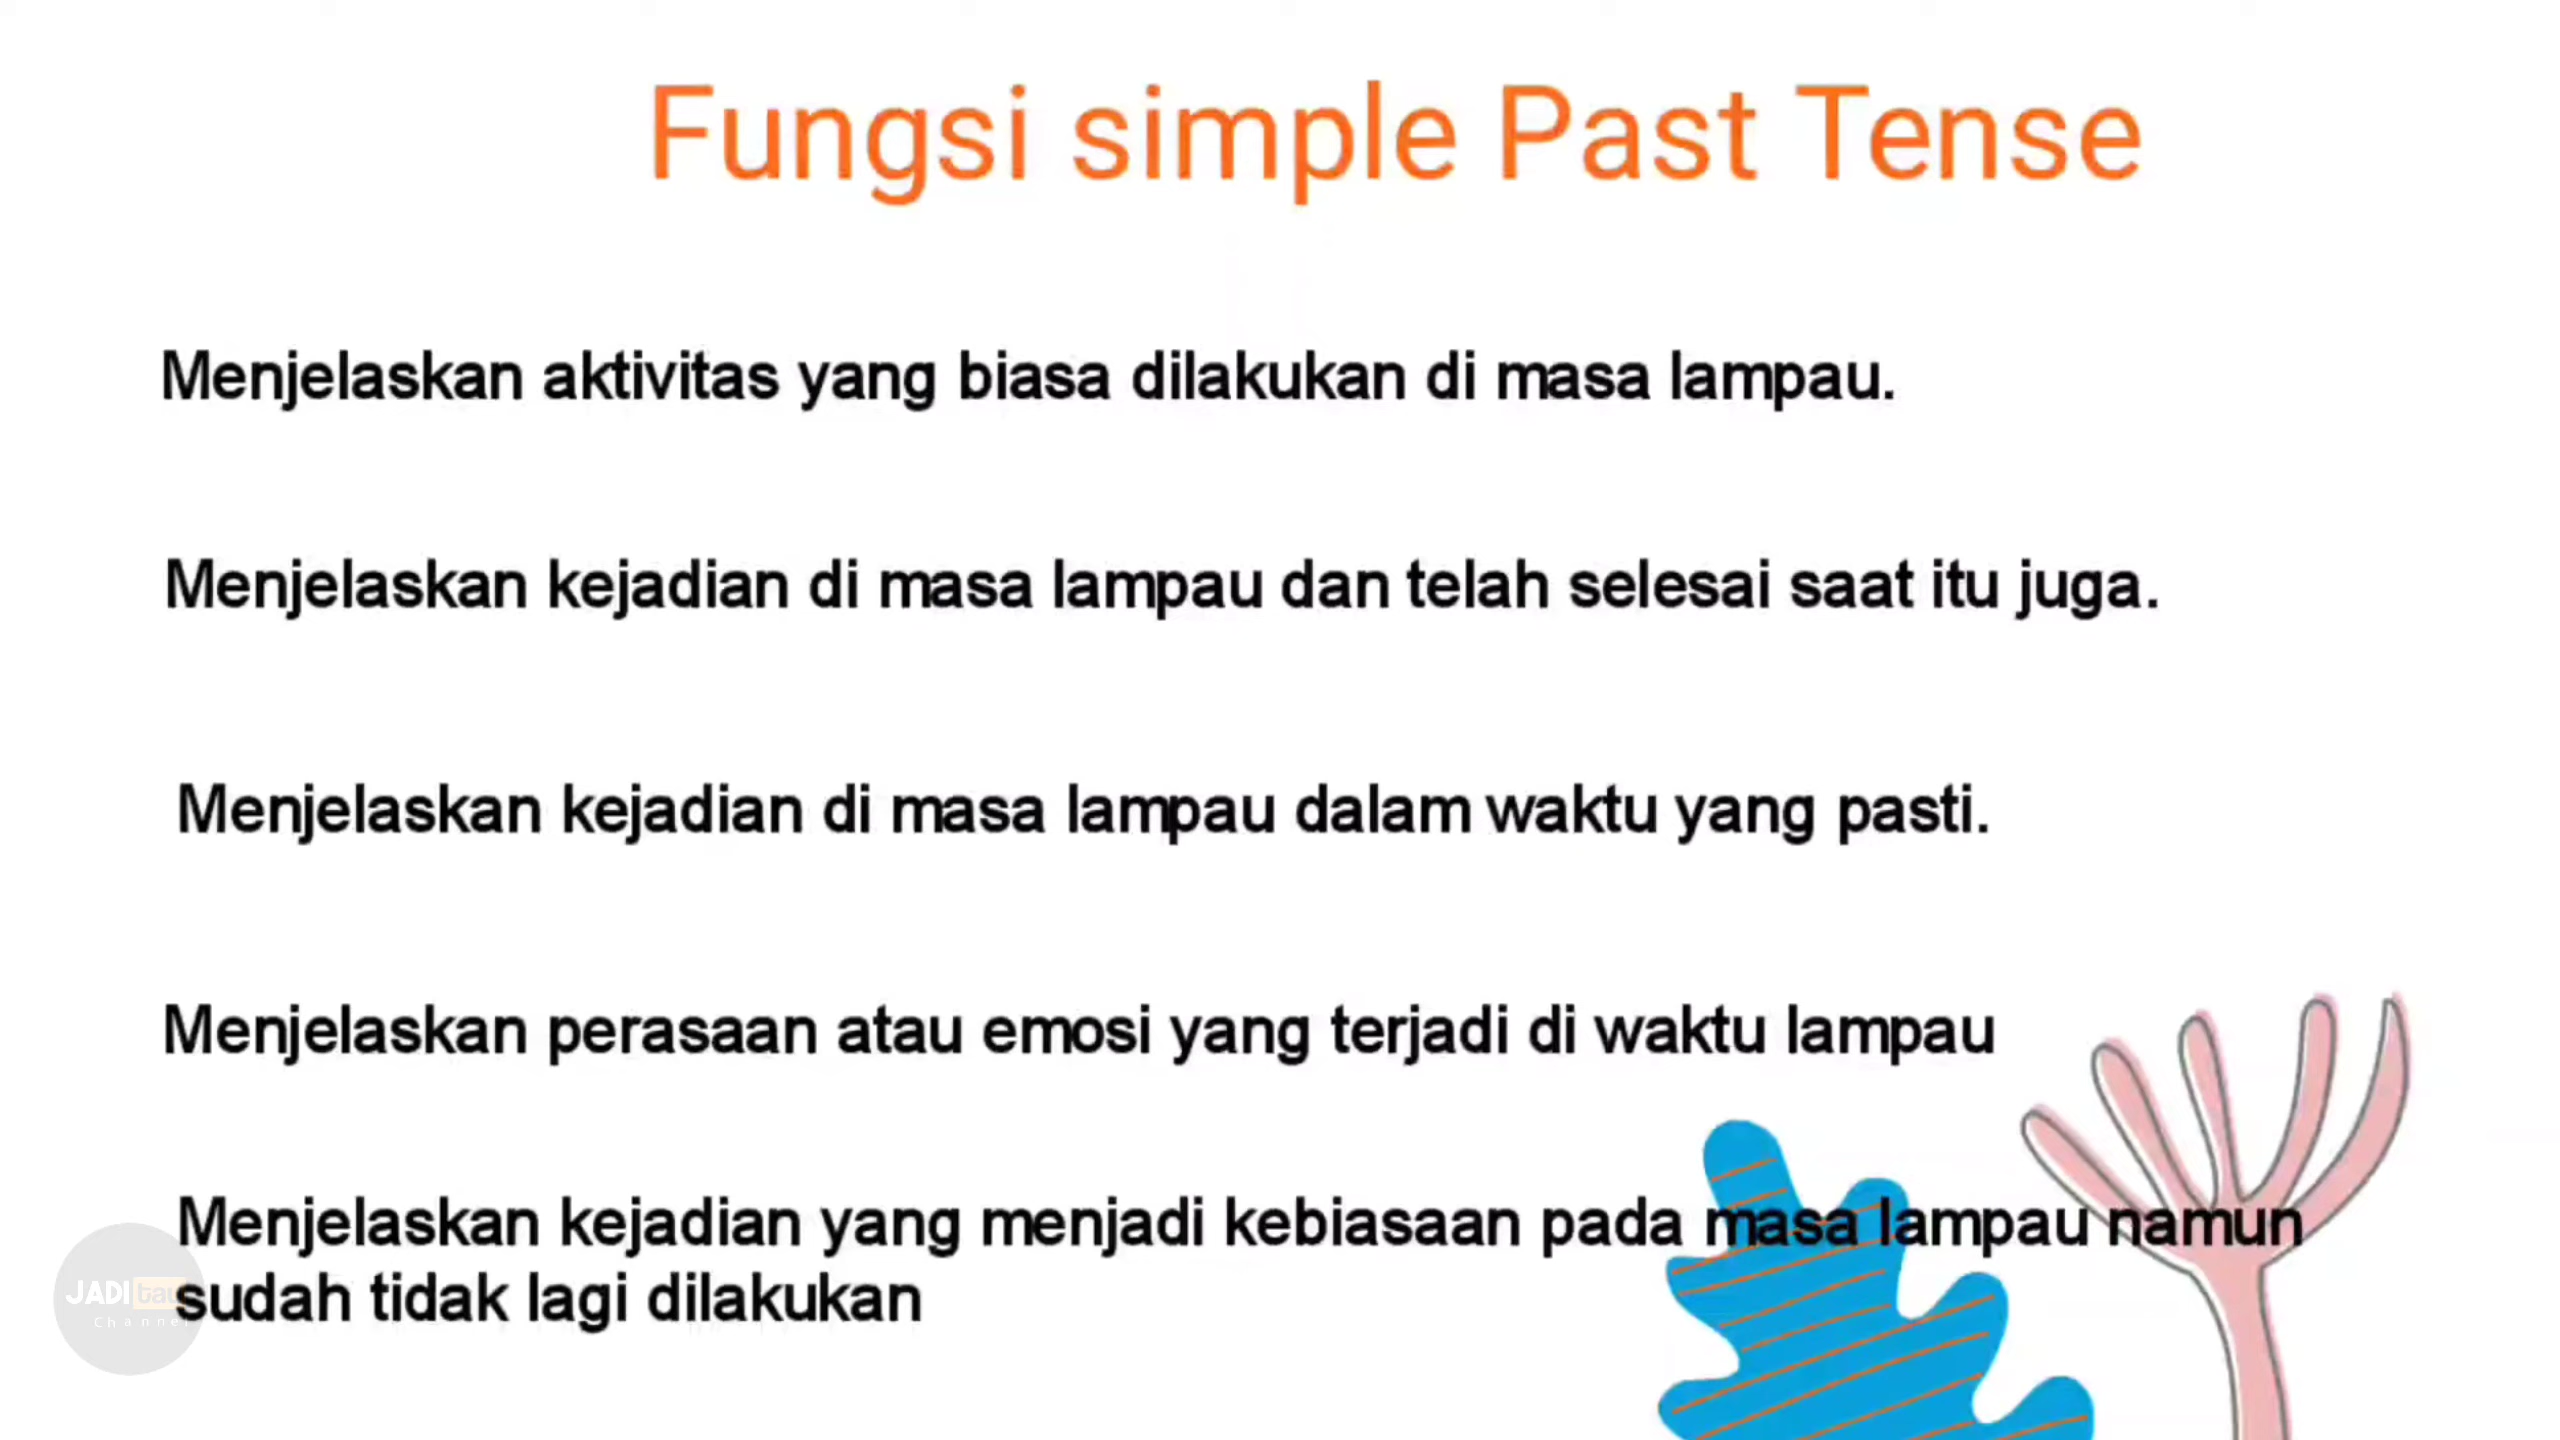 Fungsi simple Past Tense
Menjelaskan aktivitas yang biasa dilakukan di masa lampau.
Menjelaskan kejadian di masa lampau dan telah selesai saat itu juga.
Menjelaskan kejadian di masa lampau dalam waktu yang pasti.
Menjelaskan perasaan atau emosi yang terjadi di waktu lampau
Menjelaskan kejadian yang menjadi kebiasaan pada masa lampau namun
sudah tidak lagi dilakukan
JADI tau
Channel